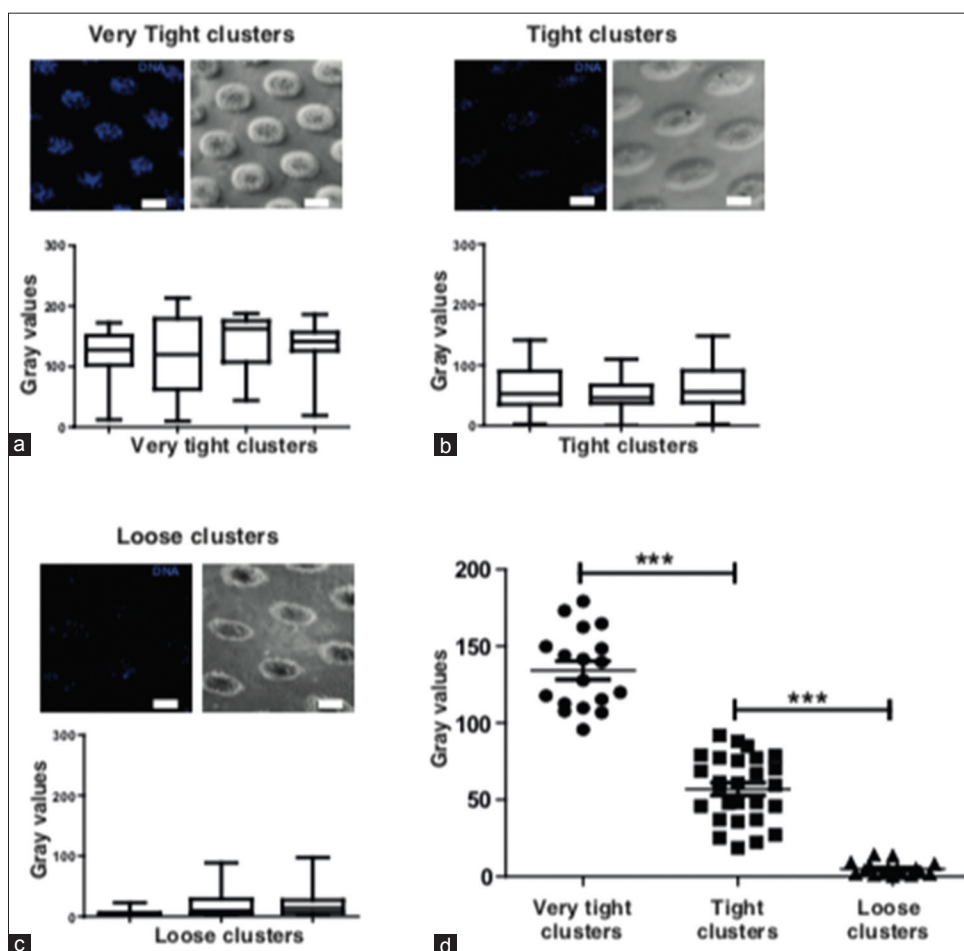 Very Tight clusters
DNA
300
200
100
0
Gray values
Very tight clusters
a
Tight clusters
DNA
300
200
100
0
Gray values
Tight clusters
b
Loose clusters
DNA
300
200
100
0
Gray values
Loose clusters
c
200
150
100
50
0
Gray values
***
***
Very tight
clusters
Tight
clusters
Loose
clusters
d